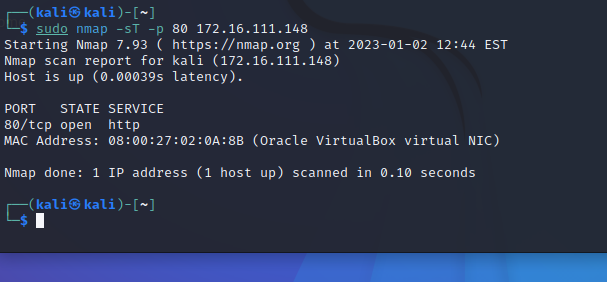 ┌──(kali㉿kali)-[~]
└─$ sudo nmap -sT -p 80 172.16.111.148
Starting Nmap 7.93 ( https://nmap.org ) at 2023-01-02 12:44 EST
Nmap scan report for kali (172.16.111.148)
Host is up (0.00039s latency).
PORT   STATE SERVICE
80/tcp open  http
MAC Address: 08:00:27:02:0A:8B (Oracle VirtualBox virtual NIC)
Nmap done: 1 IP address (1 host up) scanned in 0.10 seconds
┌──(kali㉿kali)-[~]
└─$